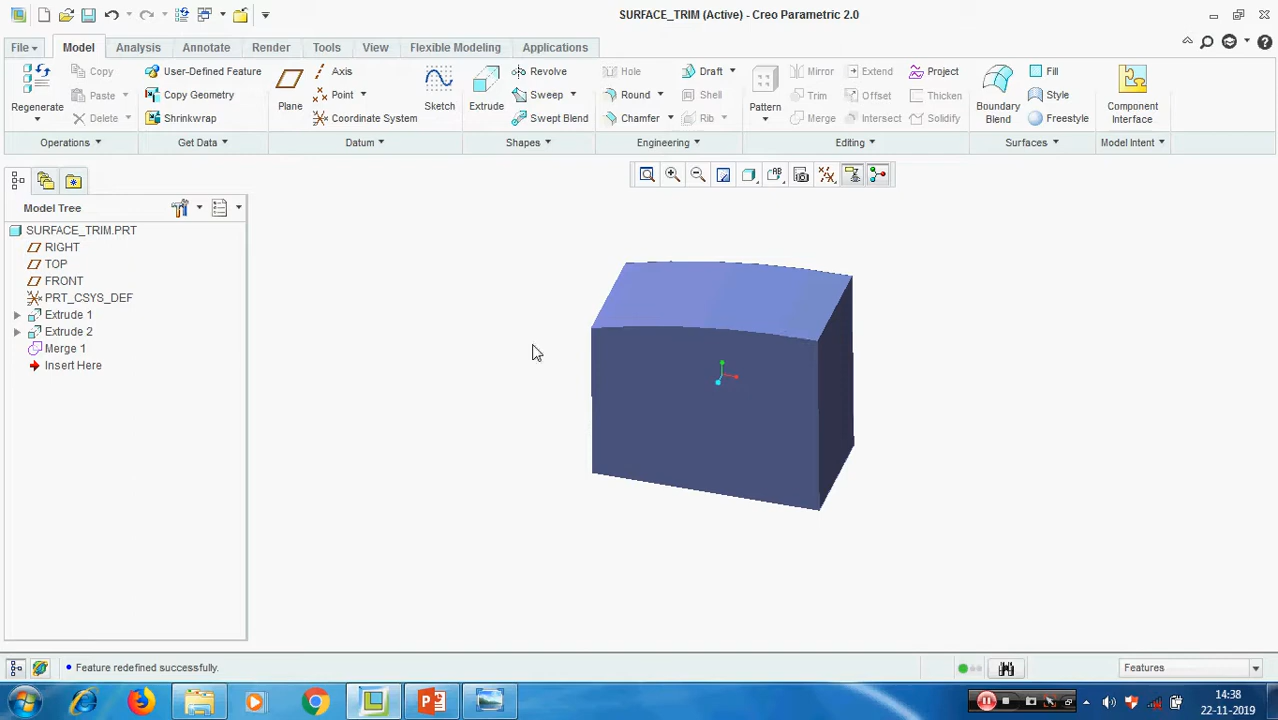 SURFACE_TRIM (Active) - Creo Parametric 2.0
File Model Analysis Annotate Render Tools View Flexible Modeling Applications
Regenerate
Copy
Paste
Delete
User-Defined Feature
Copy Geometry
Shrinkwrap
Plane
Axis
Point
Coordinate System
Sketch
Extrude
Revolve
Sweep
Swept Blend
Hole
Round
Chamfer
Draft
Shell
Rib
Pattern
Mirror
Trim
Merge
Extend
Offset
Intersect
Project
Thicken
Solidify
Boundary
Blend
Fill
Style
Freestyle
Component
Interface
Operations Get Data Datum Shapes Engineering Editing Surfaces Model Intent
Model Tree
SURFACE_TRIM.PRT
RIGHT
TOP
FRONT
PRT_CSYS_DEF
Extrude 1
Extrude 2
Merge 1
Insert Here
Feature redefined successfully.
Features
14:38
22-11-2019